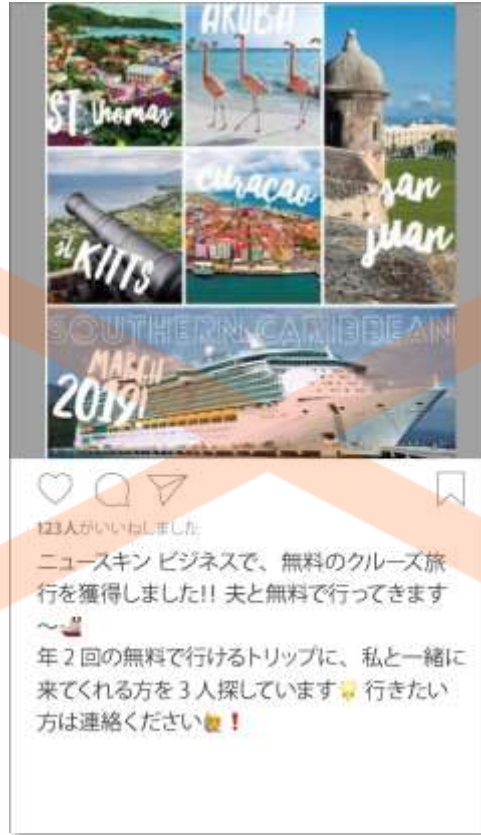 ST. Thomas
ARUBA
st. KITTS
curaçao
san
juan
SOUTHERN CARIBBEAN
MARCH
2019!
123人がいいねしました
ニュースキン ビジネスで、無料のクルーズ旅
行を獲得しました!! 夫と無料で行ってきます
～🚢
年2回の無料で行けるトリップに、私と一緒に
来てくれる方を3人探しています💡 行きたい
方は連絡ください🙋❗